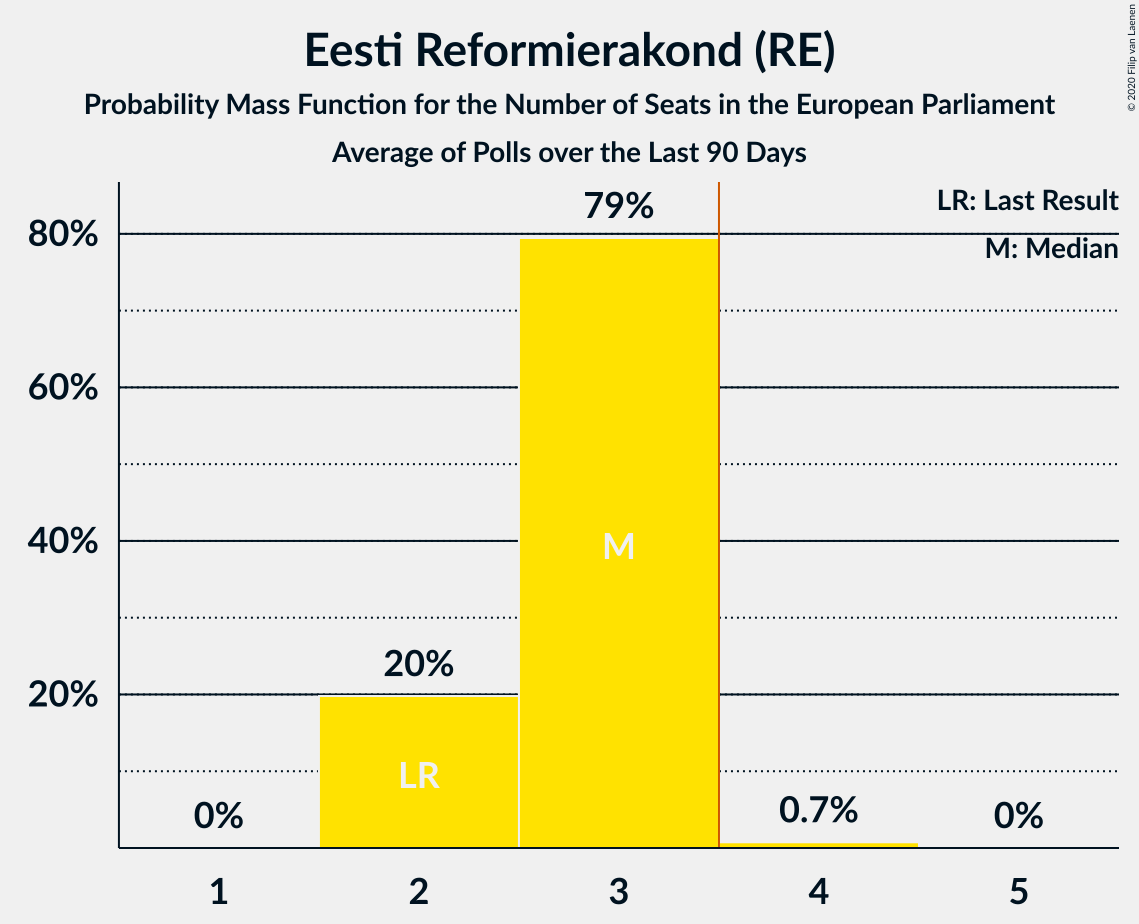 Eesti Reformierakond (RE)
Probability Mass Function for the Number of Seats in the European Parliament
Average of Polls over the Last 90 Days
© 2020 Filip van Laenen
LR: Last Result
M: Median
80%
60%
40%
20%
0%
20%
79%
0.7%
0%
LR
M
1
2
3
4
5